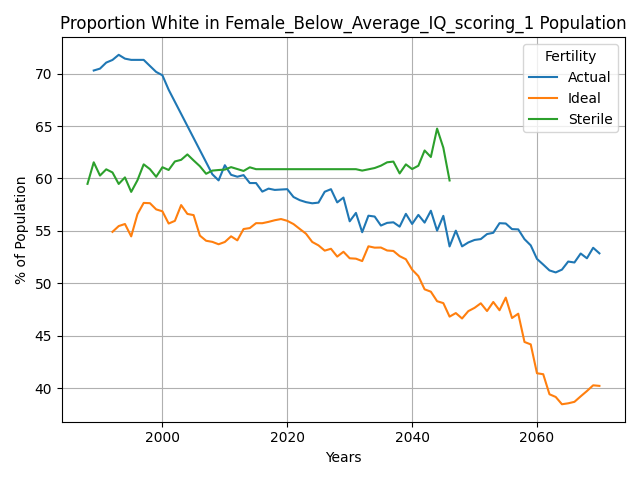 Proportion White in Female_Below_Average_IQ_scoring_1 Population
Fertility
Actual
Ideal
Sterile
% of Population
70
65
60
55
50
45
40
2000
2020
2040
2060
Years